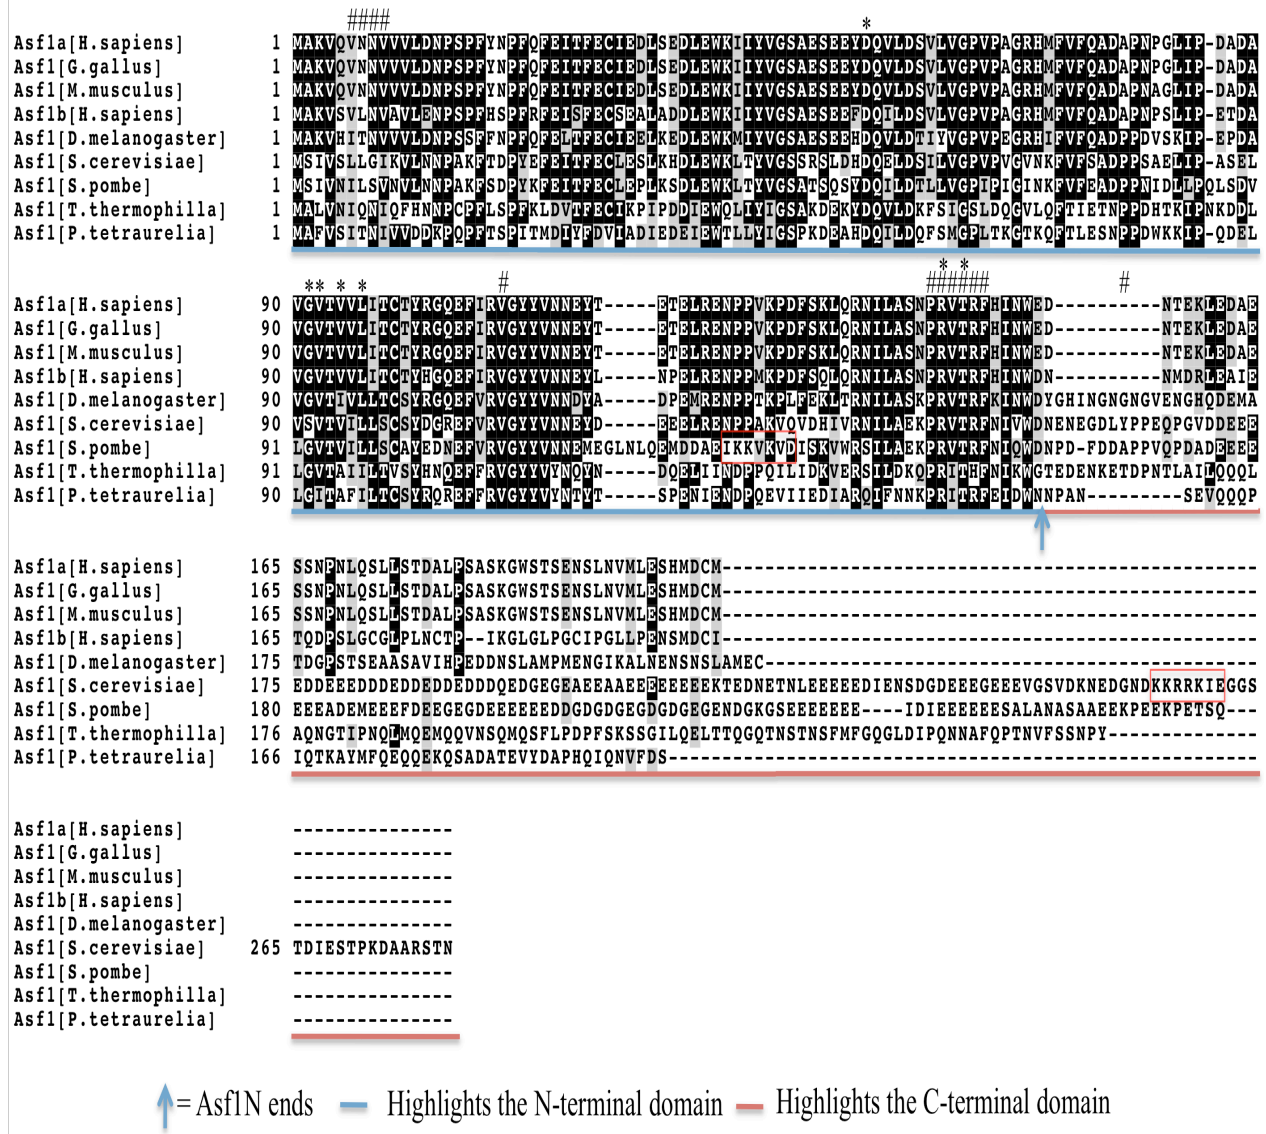 #### *
Asf1a[H.sapiens] 1 MAKVQVNNVVVLDNPSPFYNPFQFEITFECIEDLSEDLEWKIIYVGSAESEEYDQVLDSVLVGPVPAGRHMFVFQADAPNPGLIP-DADA
Asf1[G.gallus] 1 MAKVQVNNVVVLDNPSPFYNPFQFEITFECIEDLSEDLEWKIIYVGSAESEEYDQVLDSVLVGPVPAGRHMFVFQADAPNPGLIP-DADA
Asf1[M.musculus] 1 MAKVQVNNVVVLDNPSPFYNPFQFEITFECIEDLSEDLEWKIIYVGSAESEEYDQVLDSVLVGPVPAGRHMFVFQADAPNAGLIP-DADA
Asf1b[H.sapiens] 1 MAKVSVLNVAVLENPSPFHSPFRFEISFECSEALADDLEWKIIYVGSAESEEFDQILDSVLVGPVPAGRHMFVFQADAPNPSLIP-ETDA
Asf1[D.melanogaster] 1 MAKVHITNVVVLDNPSSFFNPFQFELTFECIEELKEDLEWKMIYVGSAESEEHDQVLDTIYVGPVPEGRHIFVFQADPPDVSKIP-EPDA
Asf1[S.cerevisiae] 1 MSIVSLLGIKVLNNPAKFTDPYEFEITFECLESLKHDLEWKLTYVGSSRSLDHDQELDSILVGPVPVGVNKFVFSADPPSAELIP-ASEL
Asf1[S.pombe] 1 MSIVNILSVNVLNNPAKFSDPYKFEITFECLEPLKSDLEWKLTYVGSATSQSYDQILDTLLVGPIPIGINKFVFEADPPNIDLLPQLSDV
Asf1[T.thermophilla] 1 MALVNIQNIQFHNNPCPFLSPFKLDVTFECIKPIPDDIEWQLIYIGSAKDEKYDQVLDKFSIGSLDQGVLQFTIETNPPDHTKIPNKDDL
Asf1[P.tetraurelia] 1 MAFVSITNIVVDDKPQPFTSPITMDIYFDVIADIEDEIEWTLLYIGSPKDEAHDQILDQFSMGPLTKGTKQFTLESNPPDWKKIP-QDEL
** * * # * * ###### #
Asf1a[H.sapiens] 90 VGVTVVLITCTYRGQEFIRVGYYVNNEYT-----ETELRENPPVKPDFSKLQRNILASNPRVTRFHINWED----------NTEKLEDAE
Asf1[G.gallus] 90 VGVTVVLITCTYRGQEFIRVGYYVNNEYT-----ETELRENPPVKPDFSKLQRNILASNPRVTRFHINWED----------NTEKLEDAE
Asf1[M.musculus] 90 VGVTVVLITCTYRGQEFIRVGYYVNNEYT-----ETELRENPPVKPDFSKLQRNILASNPRVTRFHINWED----------NTEKLEDAE
Asf1b[H.sapiens] 90 VGVTVVLITCTYHGQEFIRVGYYVNNEYL-----NPELRENPPMKPDFSQLQRNILASNPRVTRFHINWDN----------NMDRLEAIE
Asf1[D.melanogaster] 90 VGVTIVLLTCSYRGQEFVRVGYYVNNDYA-----DPEMRENPPTKPLFEKLTRNILASKPRVTRFKINWDYGHINGNGNGVENGHQDEMA
Asf1[S.cerevisiae] 90 VSVTVILLSCSYDGREFVRVGYYVNNEYD-----EEELRENPPAKVQVDHIVRNILAEKPRVTRFNIVWDNENEGDLYPPEQPGVDDEEE
Asf1[S.pombe] 91 LGVTVILLSCAYEDNEFVRVGYYVNNEMEGLNLQEMDDAEIKKVKVDISKVWRSILAEKPRVTRFNIQWDNPD-FDDAPPVQPDADEEEE
Asf1[T.thermophilla] 91 LGVTAIILTVSYHNQEFFRVGYYVYNQYN-----DQELIINDPPQILIDKVERSILDKQPRITHFNIKWGTEDENKETDPNTLAILQQQL
Asf1[P.tetraurelia] 90 LGITAFILTCSYRQREFFRVGYYVYNTYT-----SPENIENDPQEVIIEDIARQIFNNKPRITRFEIDWNNPAN--------SEVQQQP
Asf1a[H.sapiens] 165 SSNPNLQSLLSTDALPSASKGWSTSENSLNVMLESHMDCM--------------------------------------------------
Asf1[G.gallus] 165 SSNPNLQSLLSTDALPSASKGWSTSENSLNVMLESHMDCM--------------------------------------------------
Asf1[M.musculus] 165 SSNPNLQSLLSTDALPSASKGWSTSENSLNVMLESHMDCM--------------------------------------------------
Asf1b[H.sapiens] 165 TQDPSLGCGLPLNCTP--IKGLGLPGCIPGLLPENSMDCI--------------------------------------------------
Asf1[D.melanogaster] 175 TDGPSTSEAASAVIHPEDDNSLAMPMENGIKALNENSNSLAMEC----------------------------------------------
Asf1[S.cerevisiae] 175 EDDEEEDDDEDDEDDEDDDQEDGEGEAEEAAEEEEEEEEKTEDNETNLEEEEEDIENSDGDEEEGEEEVGSVDKNEDGNDKKRRKIEGGS
Asf1[S.pombe] 180 EEEADEMEEEFDEEGEGDEEEEEEDDGDGDGEGDGDGEGENDGKGSEEEEEEE----IDIEEEEEESALANASAAEEKPEEKPETSQ---
Asf1[T.thermophilla] 176 AQNGTIPNQLMQEMQQVNSQMQSFLPDPFSKSSGILQELTTQGQTNSTNSFMFGQGLDIPQNNAFQPTNVFSSNPY--------------
Asf1[P.tetraurelia] 166 IQTKAYMFQEQQEKQSADATEVYDAPHQIQNVFDS-------------------------------------------------------
Asf1a[H.sapiens] ---------------
Asf1[G.gallus] ---------------
Asf1[M.musculus] ---------------
Asf1b[H.sapiens] ---------------
Asf1[D.melanogaster] ---------------
Asf1[S.cerevisiae] 265 TDIESTPKDAARSTN
Asf1[S.pombe] ---------------
Asf1[T.thermophilla] ---------------
Asf1[P.tetraurelia] ---------------
= Asf1N ends Highlights the N-terminal domain Highlights the C-terminal domain